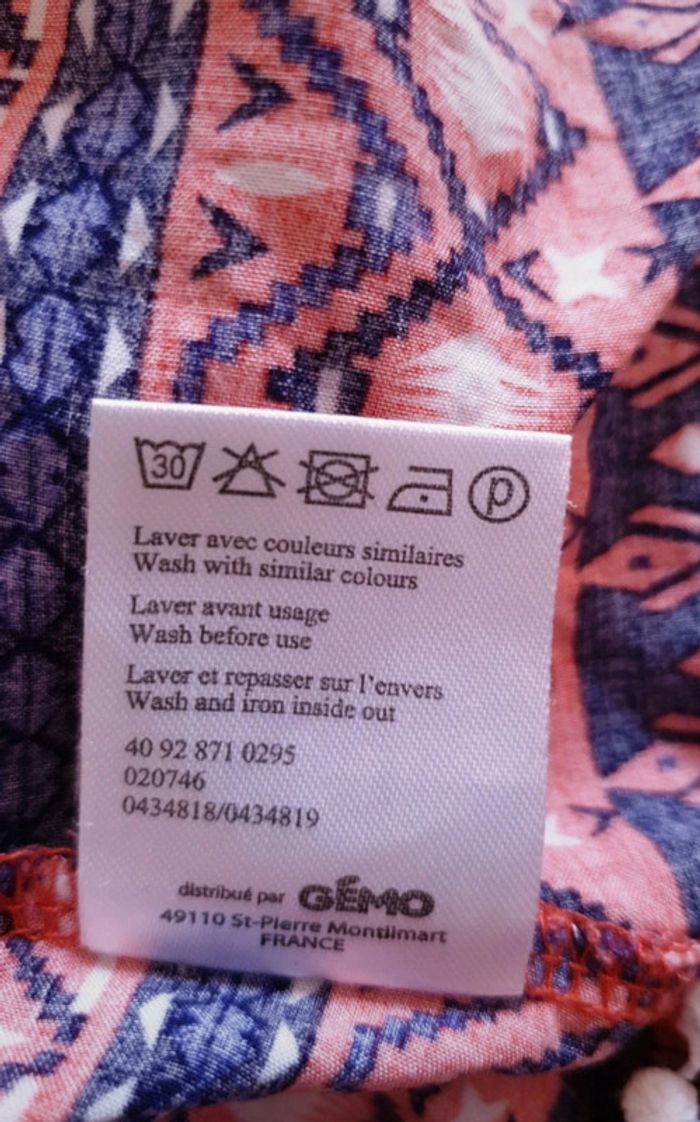 30 P
Laver avec couleurs similaires
Wash with similar colours
Laver avant usage
Wash before use
Laver et repasser sur l'envers
Wash and iron inside out
40 92 871 0295
020746
0434818/0434819
distribué par GÉMO
49110 St-Pierre Montlimart
FRANCE